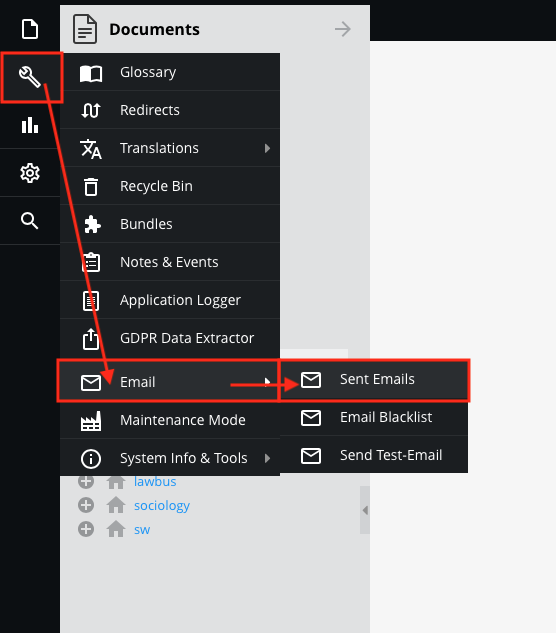 Documents
Glossary
Redirects
Translations
Recycle Bin
Bundles
Notes & Events
Application Logger
GDPR Data Extractor
Email
Sent Emails
Maintenance Mode
Email Blacklist
System Info & Tools
Send Test-Email
lawbus
sociology
sw